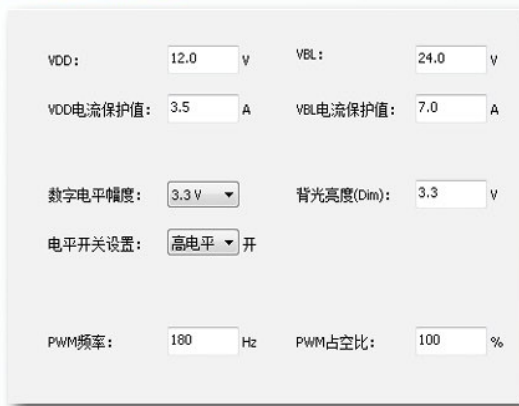 VDD: 12.0 V VBL: 24.0 V
VDD电流保护值: 3.5 A VBL电流保护值: 7.0 A
数字电平幅度: 3.3 V 背光亮度(Dim): 3.3 V
电平开关设置: 高电平 开
PWM频率: 180 Hz PWM占空比: 100 %